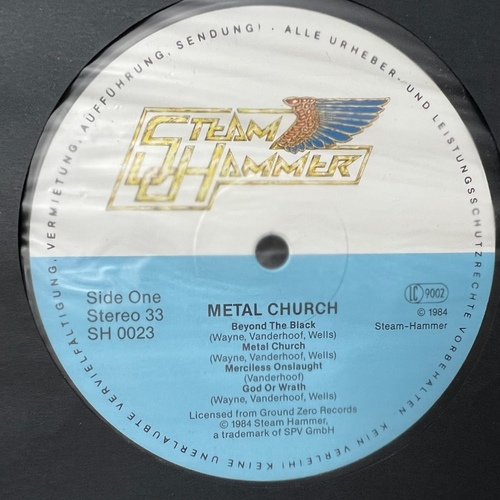 ALLE URHEBER- UND LEISTUNGSSCHUTZRECHTE VORBEHALTEN. KEIN VERLEIH! KEINE UNERLAUBTE VERVIELFÄLTIGUNG, VERMIETUNG, AUFFÜHRUNG, SENDUNG! ·
STEAM
HAMMER
Side One
Stereo 33
SH 0023
LC 9002
℗ 1984
Steam-Hammer
METAL CHURCH
Beyond The Black
(Wayne, Vanderhoof, Wells)
Metal Church
(Wayne, Vanderhoof, Wells)
Merciless Onslaught
(Vanderhoof)
God Or Wrath
(Wayne, Vanderhoof, Wells)
Licensed from Ground Zero Records
© 1984 Steam Hammer,
a trademark of SPV GmbH